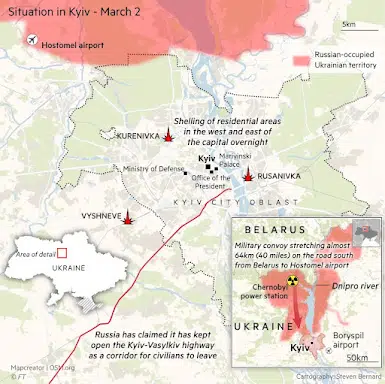 Situation in Kyiv - March 2
5km
Hostomel airport
Russian-occupied
Ukrainian territory
Shelling of residential areas
in the west and east of
the capital overnight
KURENIVKA
Kyiv
Mariyinsky
Palace
Ministry of Defense
Office of the
President
RUSANIVKA
KYIV CITY OBLAST
VYSHNEVE
Area of detail
UKRAINE
BELARUS
Military convoy stretching almost
64km (40 miles) on the road south
from Belarus to Hostomel airport
Chernobyl
power station
Dnipro river
UKRAINE
Kyiv
Boryspil
airport
50km
Russia has claimed it has kept
open the Kyiv-Vasylkiv highway
as a corridor for civilians to leave
Mapcreator | OSM.org
© FT
Cartography: Steven Bernard